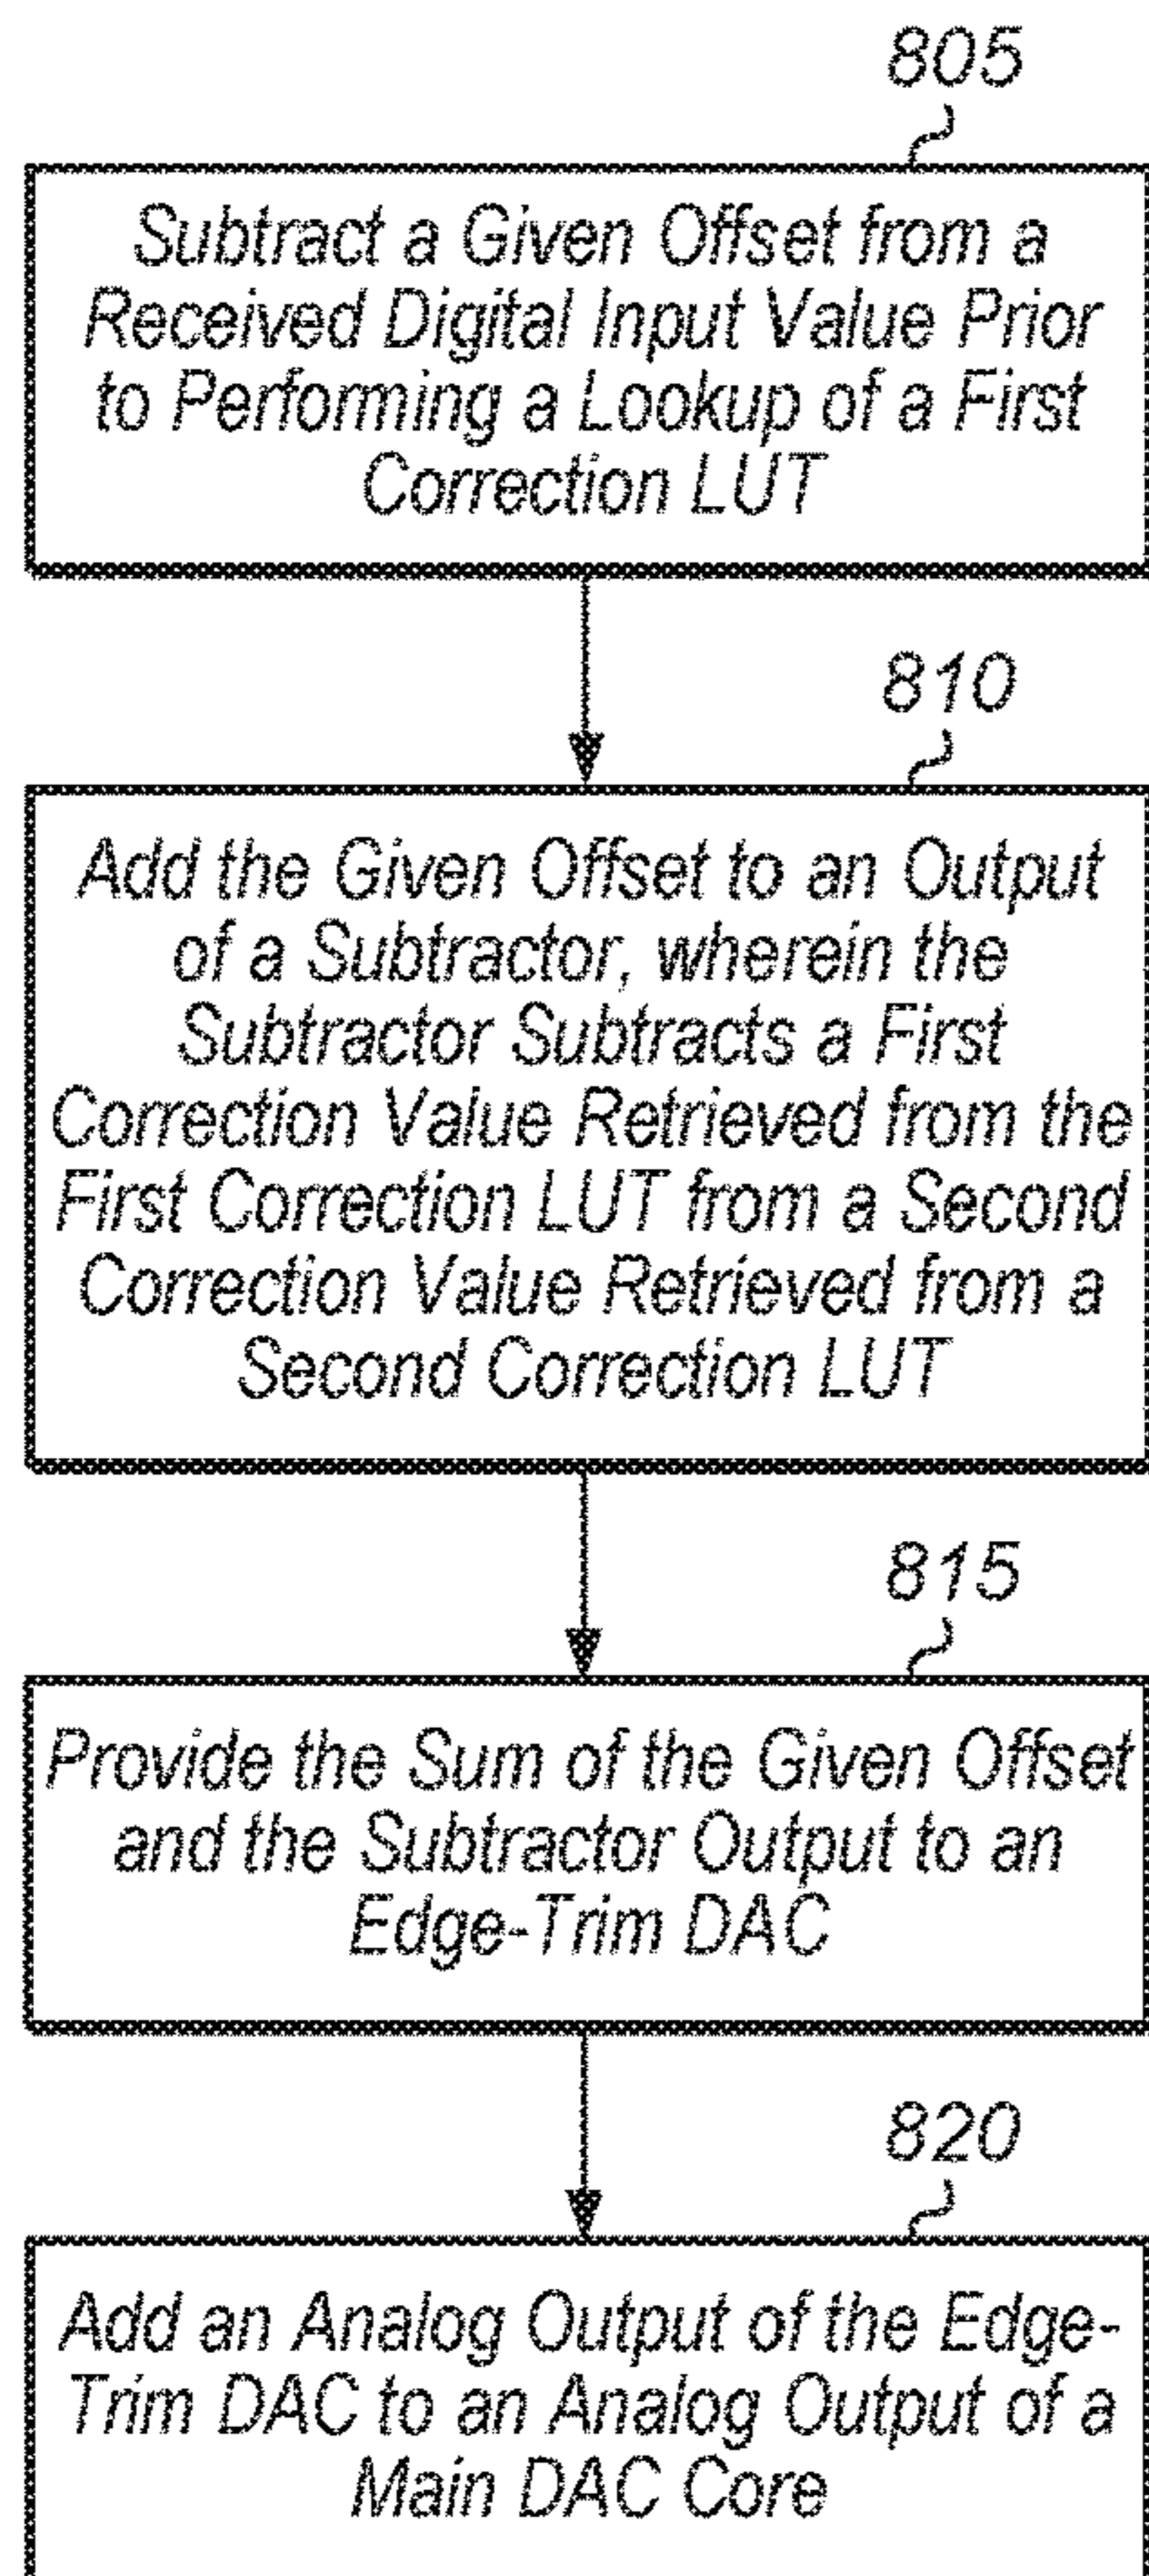 805
Subtract a Given Offset from a
Received Digital Input Value Prior
to Performing a Lookup of a First
Correction LUT
810
Add the Given Offset to an Output
of a Subtractor, wherein the
Subtractor Subtracts a First
Correction Value Retrieved from the
First Correction LUT from a Second
Correction Value Retrieved from a
Second Correction LUT
815
Provide the Sum of the Given Offset
and the Subtractor Output to an
Edge-Trim DAC
820
Add an Analog Output of the Edge-
Trim DAC to an Analog Output of a
Main DAC Core